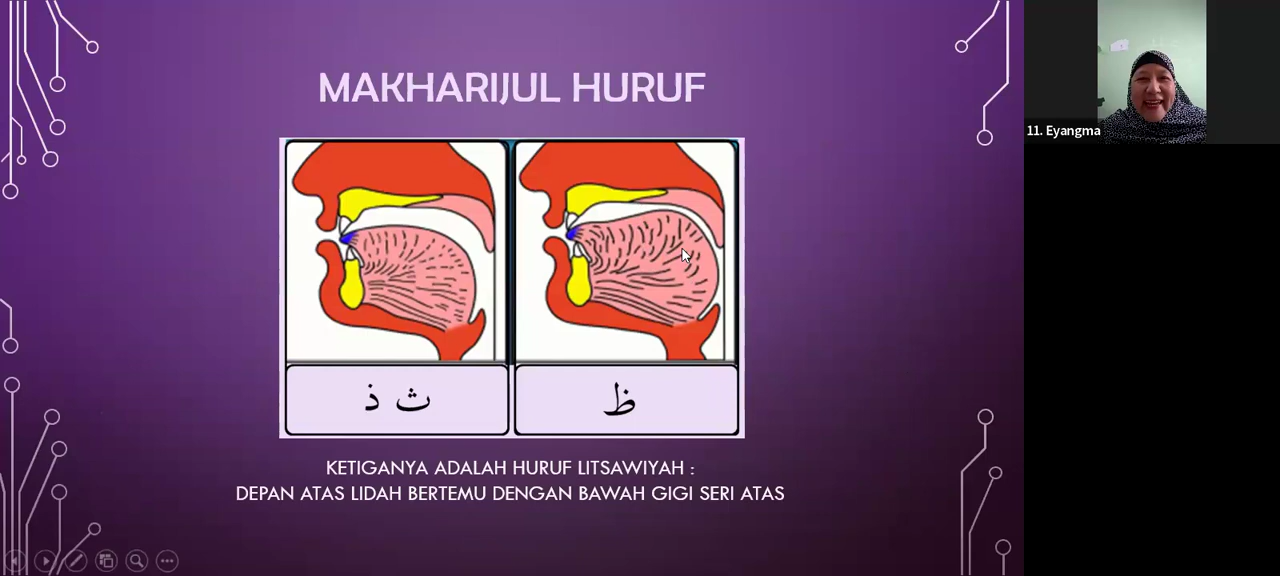 MAKHARIJUL HURUF
ث ذ
ظ
KETIGANYA ADALAH HURUF LITSAWIYAH :
DEPAN ATAS LIDAH BERTEMU DENGAN BAWAH GIGI SERI ATAS
11. Eyangma